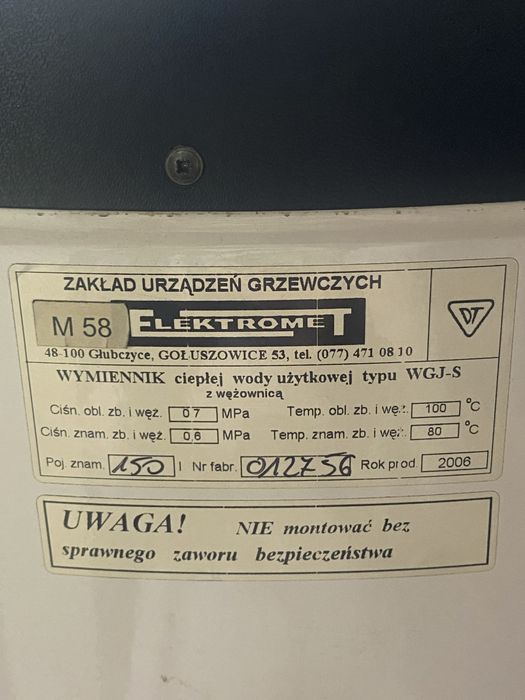 ZAKŁAD URZĄDZEŃ GRZEWCZYCH
M 58 ELEKTROMET
DT
48-100 Głubczyce, GOŁUSZOWICE 53, tel. (077) 471 08 10
WYMIENNIK ciepłej wody użytkowej typu WGJ-S
z wężownicą
Ciśn. obl. zb. i węż. 0 7 MPa Temp. obl. zb. i węż. 100 °C
Ciśn. znam. zb. i węż. 0,6 MPa Temp. znam. zb. i węż. 80 °C
Poj. znam. 150 l Nr fabr. 012756 Rok prod. 2006
UWAGA! NIE montować bez
sprawnego zaworu bezpieczeństwa